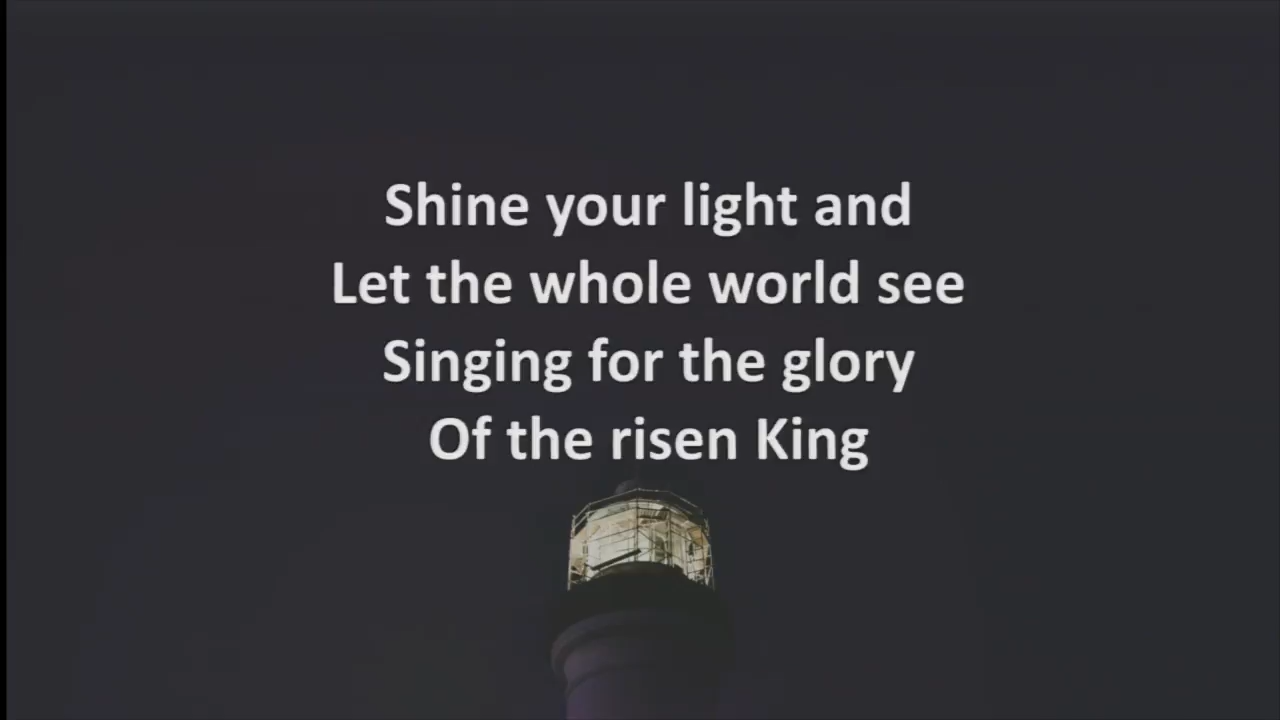 Shine your light and
Let the whole world see
Singing for the glory
Of the risen King